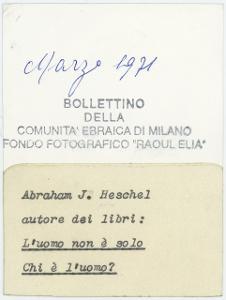 Marzo 1971
BOLLETTINO
DELLA
COMUNITA' EBRAICA DI MILANO
FONDO FOTOGRAFICO "RAOUL ELIA"
Abraham J. Heschel
autore dei libri:
L'uomo non è solo
Chi è l'uomo?